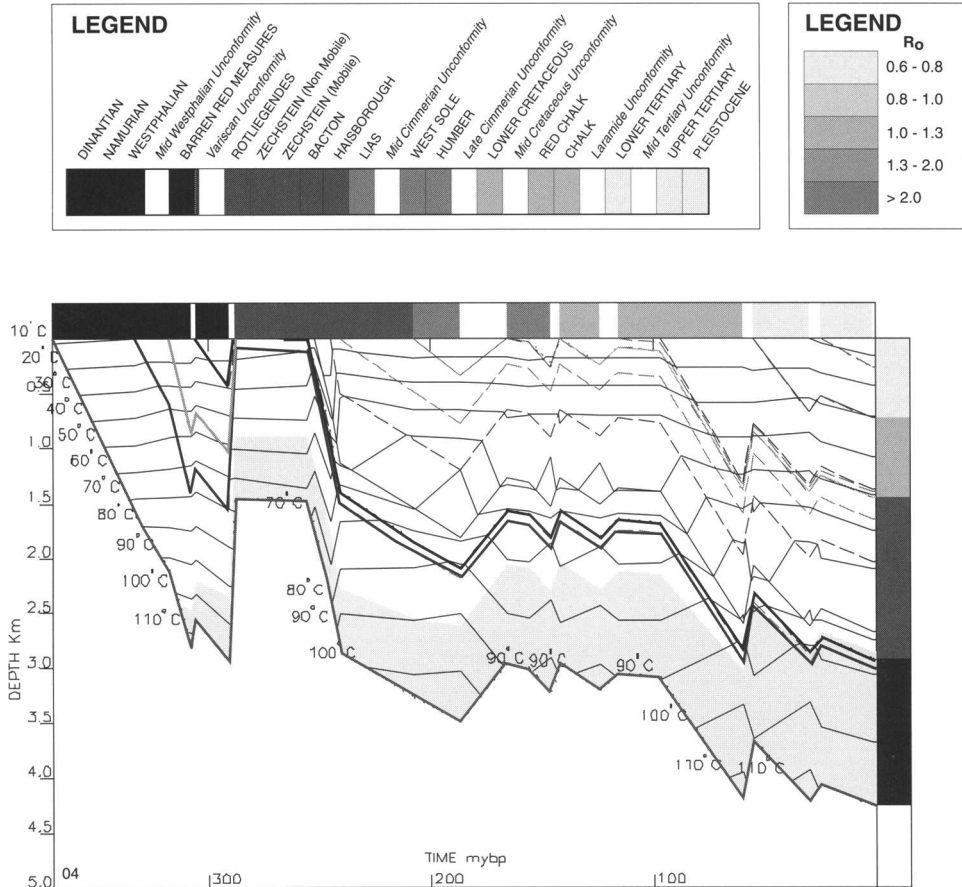 LEGEND
DINANTIAN
NAMURIAN
WESTPHALIAN
Mid Westphalian Unconformity
BARREN RED MEASURES
Variscan Unconformity
ROTLIEGENDES
ZECHSTEIN (Non Mobile)
ZECHSTEIN (Mobile)
BACTON
HAISBOROUGH
LIAS
Mid Cimmerian Unconformity
WEST SOLE
HUMBER
Late Cimmerian Unconformity
LOWER CRETACEOUS
Mid Cretaceous Unconformity
RED CHALK
CHALK
Laramide Unconformity
LOWER TERTIARY
Mid Tertiary Unconformity
UPPER TERTIARY
PLEISTOCENE
LEGEND
Ro
0.6 - 0.8
0.8 - 1.0
1.0 - 1.3
1.3 - 2.0
> 2.0
10°C
20°C
30°C
0.5
40°C
50°C
1.0
60°C
70°C
1.5
70°C
80°C
2.0
90°C
100°C
80°C
2.5
110°C
90°C
100°C
90°C
90°C
90°C
3.0
DEPTH Km
3.5
100°C
4.0
110°C
110°C
4.5
TIME mybp
5.0
04
300
200
100